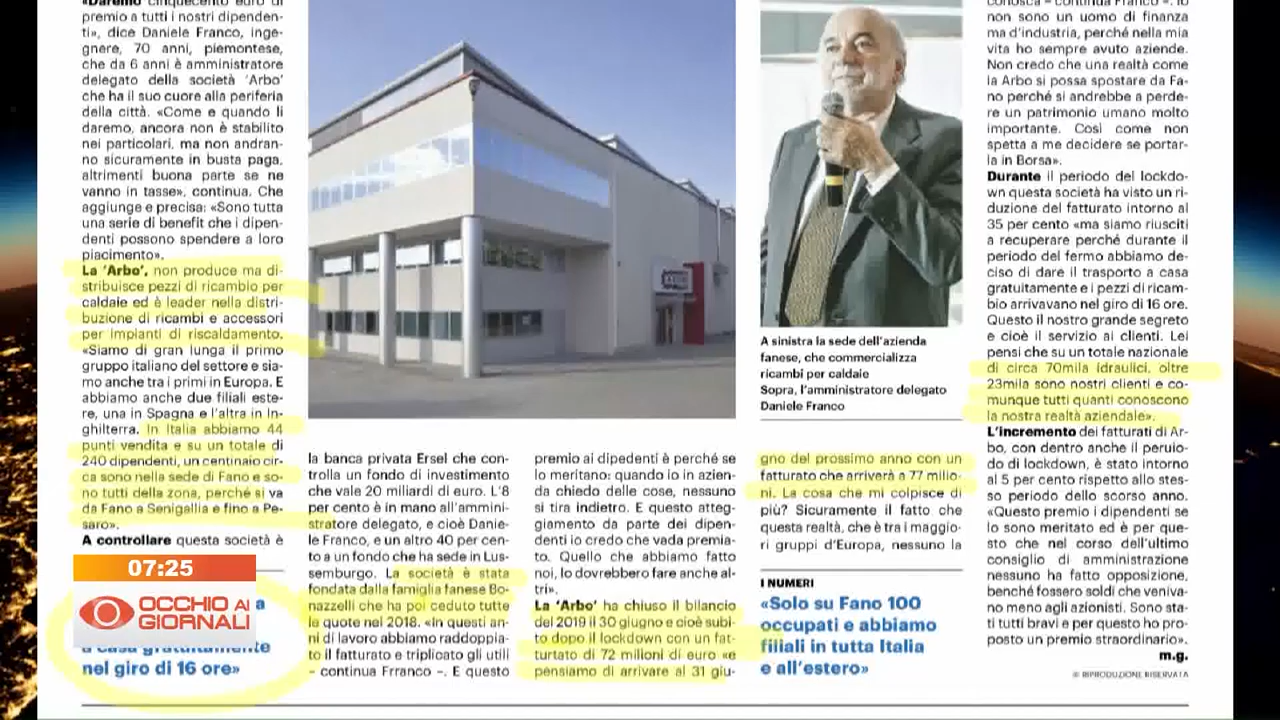 «Daremo cinquecento euro di
premio a tutti i nostri dipenden-
ti», dice Daniele Franco, inge-
gnere, 70 anni, piemontese,
che da 6 anni è amministratore
delegato della società 'Arbo'
che ha il suo cuore alla periferia
della città. «Come e quando li
daremo, ancora non è stabilito
nei particolari, ma non andran-
no sicuramente in busta paga,
altrimenti buona parte se ne
vanno in tasse», continua. Che
aggiunge e precisa: «Sono tutta
una serie di benefit che i dipen-
denti possono spendere a loro
piacimento».
La 'Arbo', non produce ma di-
stribuisce pezzi di ricambio per
caldaie ed è leader nella distri-
buzione di ricambi e accessori
per impianti di riscaldamento.
«Siamo di gran lunga il primo
gruppo italiano del settore e sia-
mo anche tra i primi in Europa. E
abbiamo anche due filiali este-
re, una in Spagna e l'altra in In-
ghilterra. In Italia abbiamo 44
punti vendita e su un totale di
240 dipendenti, un centinaio cir-
ca sono nella sede di Fano e so-
no tutti della zona, perché si va
da Fano a Senigallia e fino a Pe-
saro».
A controllare questa società è
07:25
OCCHIO AI
GIORNALI
a
a casa gratuitamente
nel giro di 16 ore»
la banca privata Ersel che con-
trolla un fondo di investimento
che vale 20 miliardi di euro. L'8
per cento è in mano all'ammini-
stratore delegato, e cioè Danie-
le Franco, e un altro 40 per cen-
to a un fondo che ha sede in Lus-
semburgo. La società è stata
fondata dalla famiglia fanese Bo-
nazzelli che ha poi ceduto tutte
le quote nel 2018. «In questi an-
ni di lavoro abbiamo raddoppia-
to il fatturato e triplicato gli utili
– continua Frranco –. E questo
premio ai dipedenti è perché se
lo meritano: quando io in azien-
da chiedo delle cose, nessuno
si tira indietro. E questo atteg-
giamento da parte dei dipen-
denti io credo che vada premia-
to. Quello che abbiamo fatto
noi, lo dovrebbero fare anche al-
tri».
La 'Arbo' ha chiuso il bilancio
del 2019 il 30 giugno e cioè subi-
to dopo il lockdown con un fat-
turtato di 72 milioni di euro «e
pensiamo di arrivare al 31 giu-
A sinistra la sede dell'azienda
fanese, che commercializza
ricambi per caldaie
Sopra, l'amministratore delegato
Daniele Franco
gno del prossimo anno con un
fatturato che arriverà a 77 milio-
ni. La cosa che mi colpisce di
più? Sicuramente il fatto che
questa realtà, che è tra i maggio-
ri gruppi d'Europa, nessuno la
I NUMERI
«Solo su Fano 100
occupati e abbiamo
filiali in tutta Italia
e all'estero»
conosca – continua Franco –. Io
non sono un uomo di finanza
ma d'industria, perché nella mia
vita ho sempre avuto aziende.
Non credo che una realtà come
la Arbo si possa spostare da Fa-
no perché si andrebbe a perde-
re un patrimonio umano molto
importante. Così come non
spetta a me decidere se portar-
la in Borsa».
Durante il periodo del lockdo-
wn questa società ha visto un ri-
duzione del fatturato intorno al
35 per cento «ma siamo riusciti
a recuperare perché durante il
periodo del fermo abbiamo de-
ciso di dare il trasporto a casa
gratuitamente e i pezzi di ricam-
bio arrivavano nel giro di 16 ore.
Questo il nostro grande segreto
e cioè il servizio ai clienti. Lei
pensi che su un totale nazionale
di circa 70mila idraulici, oltre
23mila sono nostri clienti e co-
munque tutti quanti conoscono
la nostra realtà aziendale».
L'incremento dei fatturati di Ar-
bo, con dentro anche il peruio-
do di lockdown, è stato intorno
al 5 per cento rispetto allo stes-
so periodo dello scorso anno.
«Questo premio i dipendenti se
lo sono meritato ed è per que-
sto che nel corso dell'ultimo
consiglio di amministrazione
nessuno ha fatto opposizione,
benché fossero soldi che veniva-
no meno agli azionisti. Sono sta-
ti tutti bravi e per questo ho pro-
posto un premio straordinario».
m.g.
© RIPRODUZIONE RISERVATA